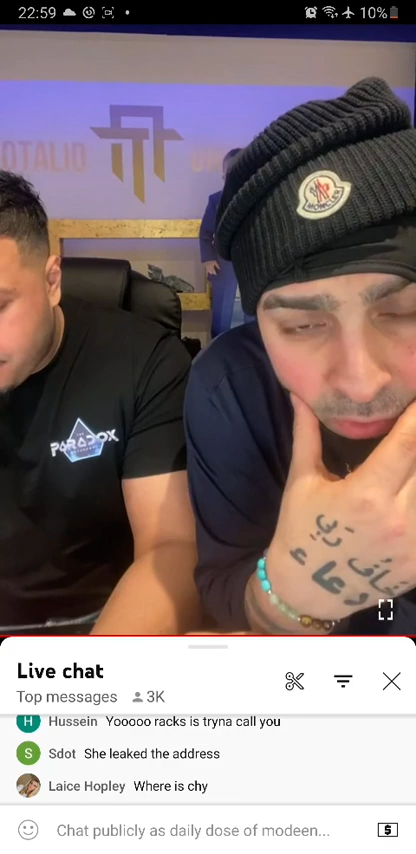 22:59
10%
MONCLER
THE
PARADOX
Live chat
Top messages 3K
H Hussein Yooooo racks is tryna call you
S Sdot She leaked the address
Laice Hopley Where is chy
Chat publicly as daily dose of modeen...
$